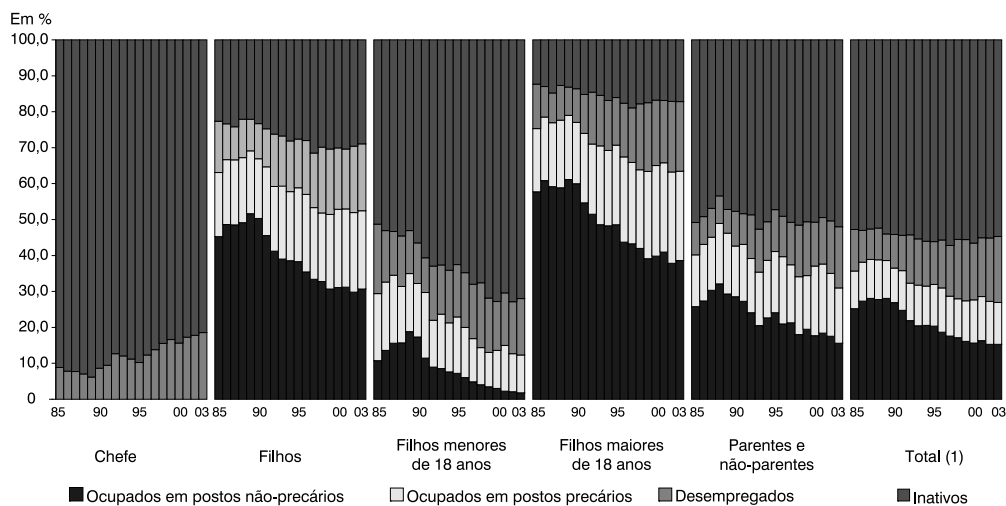 Em %
100,0
90,0
80,0
70,0
60,0
50,0
40,0
30,0
20,0
10,0
0
85 90 95 00 03 85 90 95 00 03 85 90 95 00 03 85 90 95 00 03 85 90 95 00 03 85 90 95 00 03
Chefe
Filhos
Filhos menores
de 18 anos
Filhos maiores
de 18 anos
Parentes e
não-parentes
Total (1)
Ocupados em postos não-precários
Ocupados em postos precários
Desempregados
Inativos